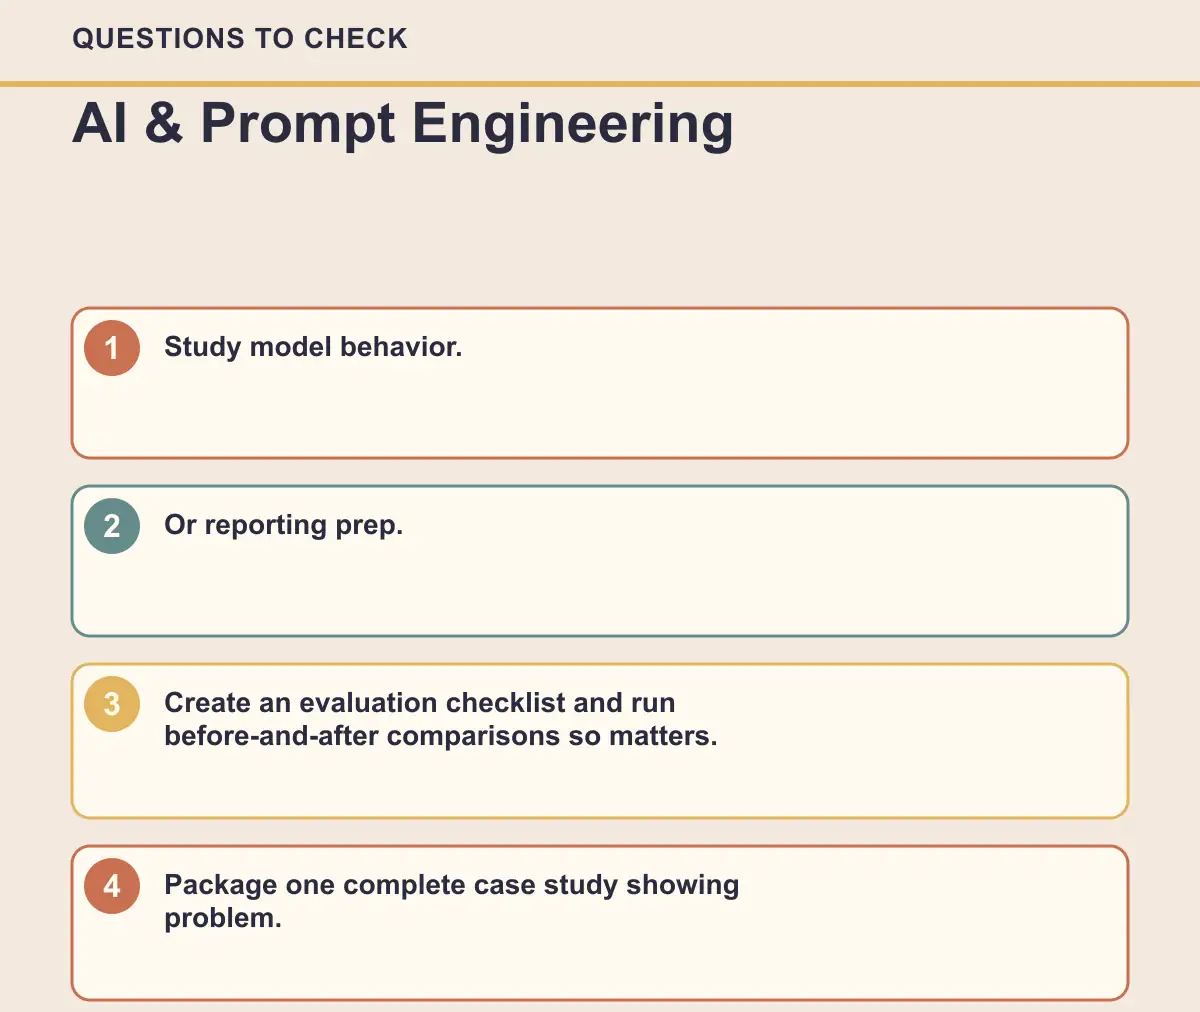 QUESTIONS TO CHECK
AI & Prompt Engineering
1 Study model behavior.
2 Or reporting prep.
3 Create an evaluation checklist and run
before-and-after comparisons so matters.
4 Package one complete case study showing
problem.